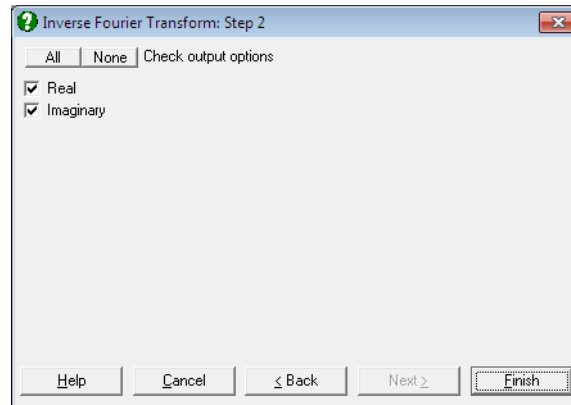 Inverse Fourier Transform: Step 2
All None Check output options
Real
Imaginary
Help Cancel < Back Next > Finish